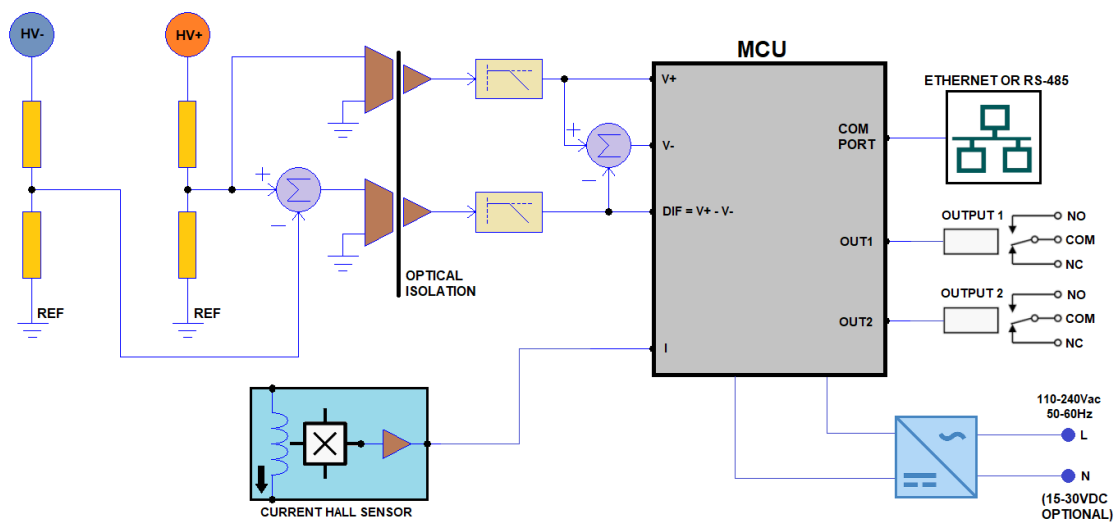 HV-
HV+
MCU
ETHERNET OR RS-485
V+
COM
PORT
+
V-
+
−
−
DIF = V+ - V-
OUTPUT 1
NO
COM
NC
OUT1
OPTICAL
ISOLATION
OUTPUT 2
NO
COM
NC
OUT2
REF
REF
I
110-240Vac
50-60Hz
L
N
(15-30VDC
OPTIONAL)
CURRENT HALL SENSOR